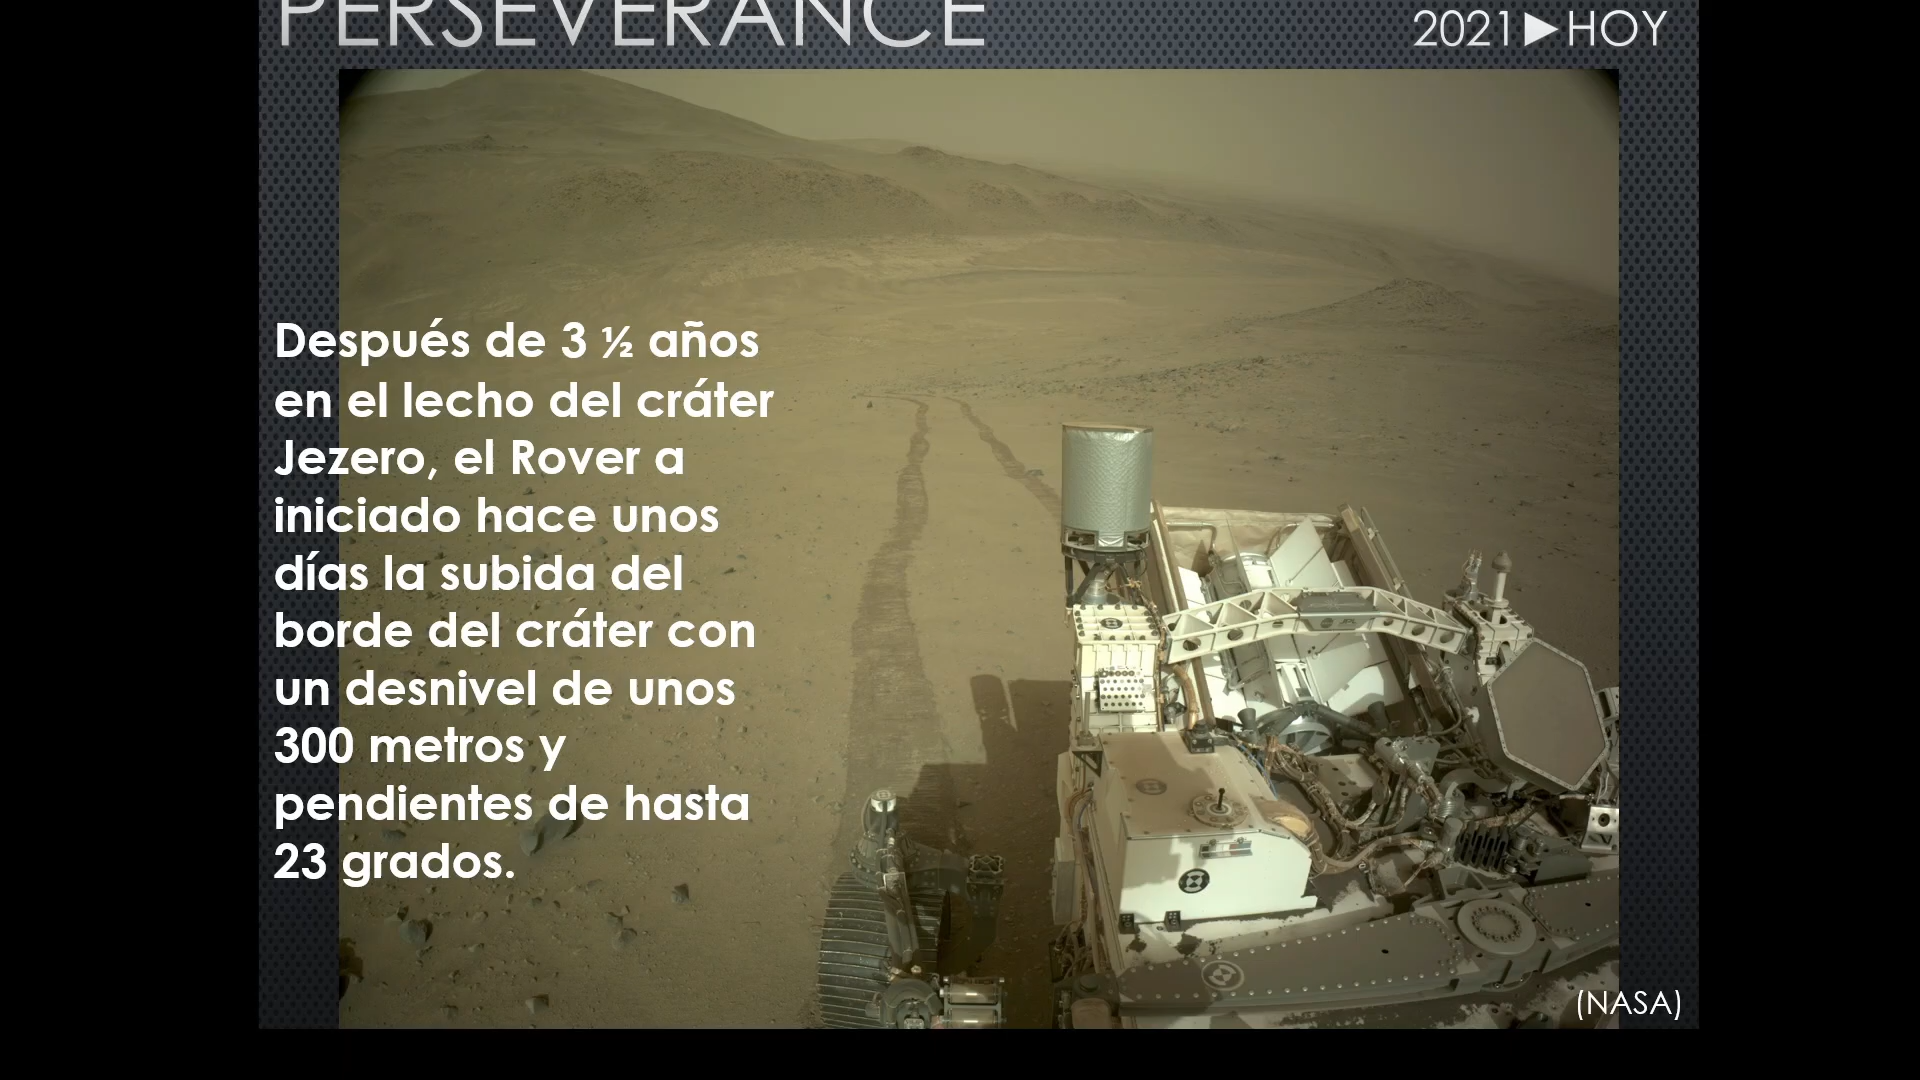 PERSEVERANCE
2021►HOY
Después de 3 ½ años
en el lecho del cráter
Jezero, el Rover a
iniciado hace unos
días la subida del
borde del cráter con
un desnivel de unos
300 metros y
pendientes de hasta
23 grados.
(NASA)